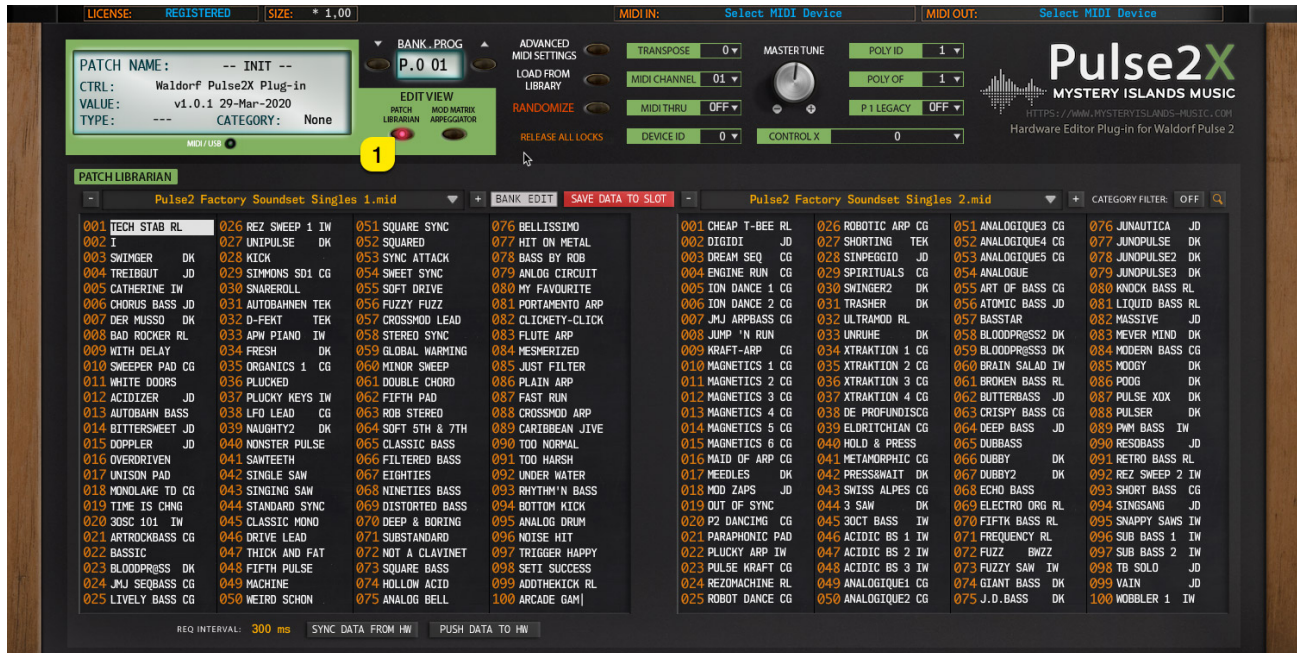 LICENSE: REGISTERED SIZE: * 1,00 MIDI IN: Select MIDI Device MIDI OUT: Select MIDI Device
PATCH NAME: -- INIT --
CTRL: Waldorf Pulse2X Plug-in
VALUE: v1.0.1 29-Mar-2020
TYPE: --- CATEGORY: None
MIDI / USB
BANK . PROG
P.0 01
EDIT VIEW
PATCH LIBRARIAN
MOD MATRIX ARPEGGIATOR
1
ADVANCED MIDI SETTINGS
LOAD FROM LIBRARY
RANDOMIZE
RELEASE ALL LOCKS
TRANSPOSE 0
MIDI CHANNEL 01
MIDI THRU OFF
DEVICE ID 0
MASTER TUNE
CONTROL X 0
POLY ID 1
POLY OF 1
P 1 LEGACY OFF
Pulse2X
MYSTERY ISLANDS MUSIC
HTTPS://WWW.MYSTERYISLANDS-MUSIC.COM
Hardware Editor Plug-in for Waldorf Pulse 2
PATCH LIBRARIAN
- Pulse2 Factory Soundset Singles 1.mid + BANK EDIT SAVE DATA TO SLOT - Pulse2 Factory Soundset Singles 2.mid + CATEGORY FILTER: OFF
001 TECH STAB RL
002 I
003 SWIMGER DK
004 TREIBGUT JD
005 CATHERINE IW
006 CHORUS BASS JD
007 DER MUSSO DK
008 BAD ROCKER RL
009 WITH DELAY
010 SWEEPER PAD CG
011 WHITE DOORS
012 ACIDIZER JD
013 AUTOBAHN BASS
014 BITTERSWEET JD
015 DOPPLER JD
016 OVERDRIVEN
017 UNISON PAD
018 MONOLAKE TD CG
019 TIME IS CHNG
020 3OSC 101 IW
021 ARTROCKBASS CG
022 BASSIC
023 BLOODPR@SS DK
024 JMJ SEQBASS CG
025 LIVELY BASS CG
026 REZ SWEEP 1 IW
027 UNIPULSE DK
028 KICK
029 SIMMONS SD1 CG
030 SNAREROLL
031 AUTOBAHNEN TEK
032 D-FEKT TEK
033 APW PIANO IW
034 FRESH DK
035 ORGANICS 1 CG
036 PLUCKED
037 PLUCKY KEYS IW
038 LFO LEAD CG
039 NAUGHTY2 DK
040 NONSTER PULSE
041 SAWTEETH
042 SINGLE SAW
043 SINGING SAW
044 STANDARD SYNC
045 CLASSIC MONO
046 DRIVE LEAD
047 THICK AND FAT
048 FIFTH PULSE
049 MACHINE
050 WEIRD SCHON
051 SQUARE SYNC
052 SQUARED
053 SYNC ATTACK
054 SWEET SYNC
055 SOFT DRIVE
056 FUZZY FUZZ
057 CROSSMOD LEAD
058 STEREO SYNC
059 GLOBAL WARMING
060 MINOR SWEEP
061 DOUBLE CHORD
062 FIFTH PAD
063 ROB STEREO
064 SOFT 5TH & 7TH
065 CLASSIC BASS
066 FILTERED BASS
067 EIGHTIES
068 NINETIES BASS
069 DISTORTED BASS
070 DEEP & BORING
071 SUBSTANDARD
072 NOT A CLAVINET
073 SQUARE BASS
074 HOLLOW ACID
075 ANALOG BELL
076 BELLISSIMO
077 HIT ON METAL
078 BASS BY ROB
079 ANLOG CIRCUIT
080 MY FAVOURITE
081 PORTAMENTO ARP
082 CLICKETY-CLICK
083 FLUTE ARP
084 MESMERIZED
085 JUST FILTER
086 PLAIN ARP
087 FAST RUN
088 CROSSMOD ARP
089 CARIBBEAN JIVE
090 TOO NORMAL
091 TOO HARSH
092 UNDER WATER
093 RHYTHM'N BASS
094 BOTTOM KICK
095 ANALOG DRUM
096 NOISE HIT
097 TRIGGER HAPPY
098 SETI SUCCESS
099 ADDTHEKICK RL
100 ARCADE GAM
001 CHEAP T-BEE RL
002 DIGIDI JD
003 DREAM SEQ CG
004 ENGINE RUN CG
005 ION DANCE 1 CG
006 ION DANCE 2 CG
007 JMJ ARPBASS CG
008 JUMP 'N RUN
009 KRAFT-ARP CG
010 MAGNETICS 1 CG
011 MAGNETICS 2 CG
012 MAGNETICS 3 CG
013 MAGNETICS 4 CG
014 MAGNETICS 5 CG
015 MAGNETICS 6 CG
016 MAID OF ARP CG
017 MEEDLES DK
018 MOD ZAPS JD
019 OUT OF SYNC
020 P2 DANCIMG CG
021 PARAPHONIC PAD
022 PLUCKY ARP IW
023 PUL5E KRAFT CG
024 REZOMACHINE RL
025 ROBOT DANCE CG
026 ROBOTIC ARP CG
027 SHORTING TEK
028 SINPEGGIO JD
029 SPIRITUALS CG
030 SWINGER2 DK
031 TRASHER DK
032 ULTRAMOD RL
033 UNRUHE DK
034 XTRAKTION 1 CG
035 XTRAKTION 2 CG
036 XTRAKTION 3 CG
037 XTRAKTION 4 CG
038 DE PROFUNDISCG
039 ELDRITCHIAN CG
040 HOLD & PRESS
041 METAMORPHIC CG
042 PRESS&WAIT DK
043 SWISS ALPES CG
044 3 SAW DK
045 3OCT BASS IW
046 ACIDIC BS 1 IW
047 ACIDIC BS 2 IW
048 ACIDIC BS 3 IW
049 ANALOGIQUE1 CG
050 ANALOGIQUE2 CG
051 ANALOGIQUE3 CG
052 ANALOGIQUE4 CG
053 ANALOGIQUE5 CG
054 ANALOGUE
055 ART OF BASS CG
056 ATOMIC BASS JD
057 BASSTAR
058 BLOODPR@SS2 DK
059 BLOODPR@SS3 DK
060 BRAIN SALAD IW
061 BROKEN BASS RL
062 BUTTERBASS JD
063 CRISPY BASS CG
064 DEEP BASS JD
065 DUBBASS
066 DUBBY DK
067 DUBBY2 DK
068 ECHO BASS
069 ELECTRO ORG RL
070 FIFTK BASS RL
071 FREQUENCY RL
072 FUZZ BWZZ
073 FUZZY SAW IW
074 GIANT BASS DK
075 J.D.BASS DK
076 JUNAUTICA JD
077 JUNOPULSE DK
078 JUNOPULSE2 DK
079 JUNOPULSE3 DK
080 KNOCK BASS RL
081 LIQUID BASS RL
082 MASSIVE JD
083 MEVER MIND DK
084 MODERN BASS CG
085 MOOGY DK
086 POOG DK
087 PULSE XOX DK
088 PULSER DK
089 PWM BASS IW
090 RESOBASS JD
091 RETRO BASS RL
092 REZ SWEEP 2 IW
093 SHORT BASS CG
094 SINGSANG JD
095 SNAPPY SAWS IW
096 SUB BASS 1 IW
097 SUB BASS 2 IW
098 TB SOLO JD
099 VAIN JD
100 WOBBLER 1 IW
REQ INTERVAL: 300 ms SYNC DATA FROM HW PUSH DATA TO HW